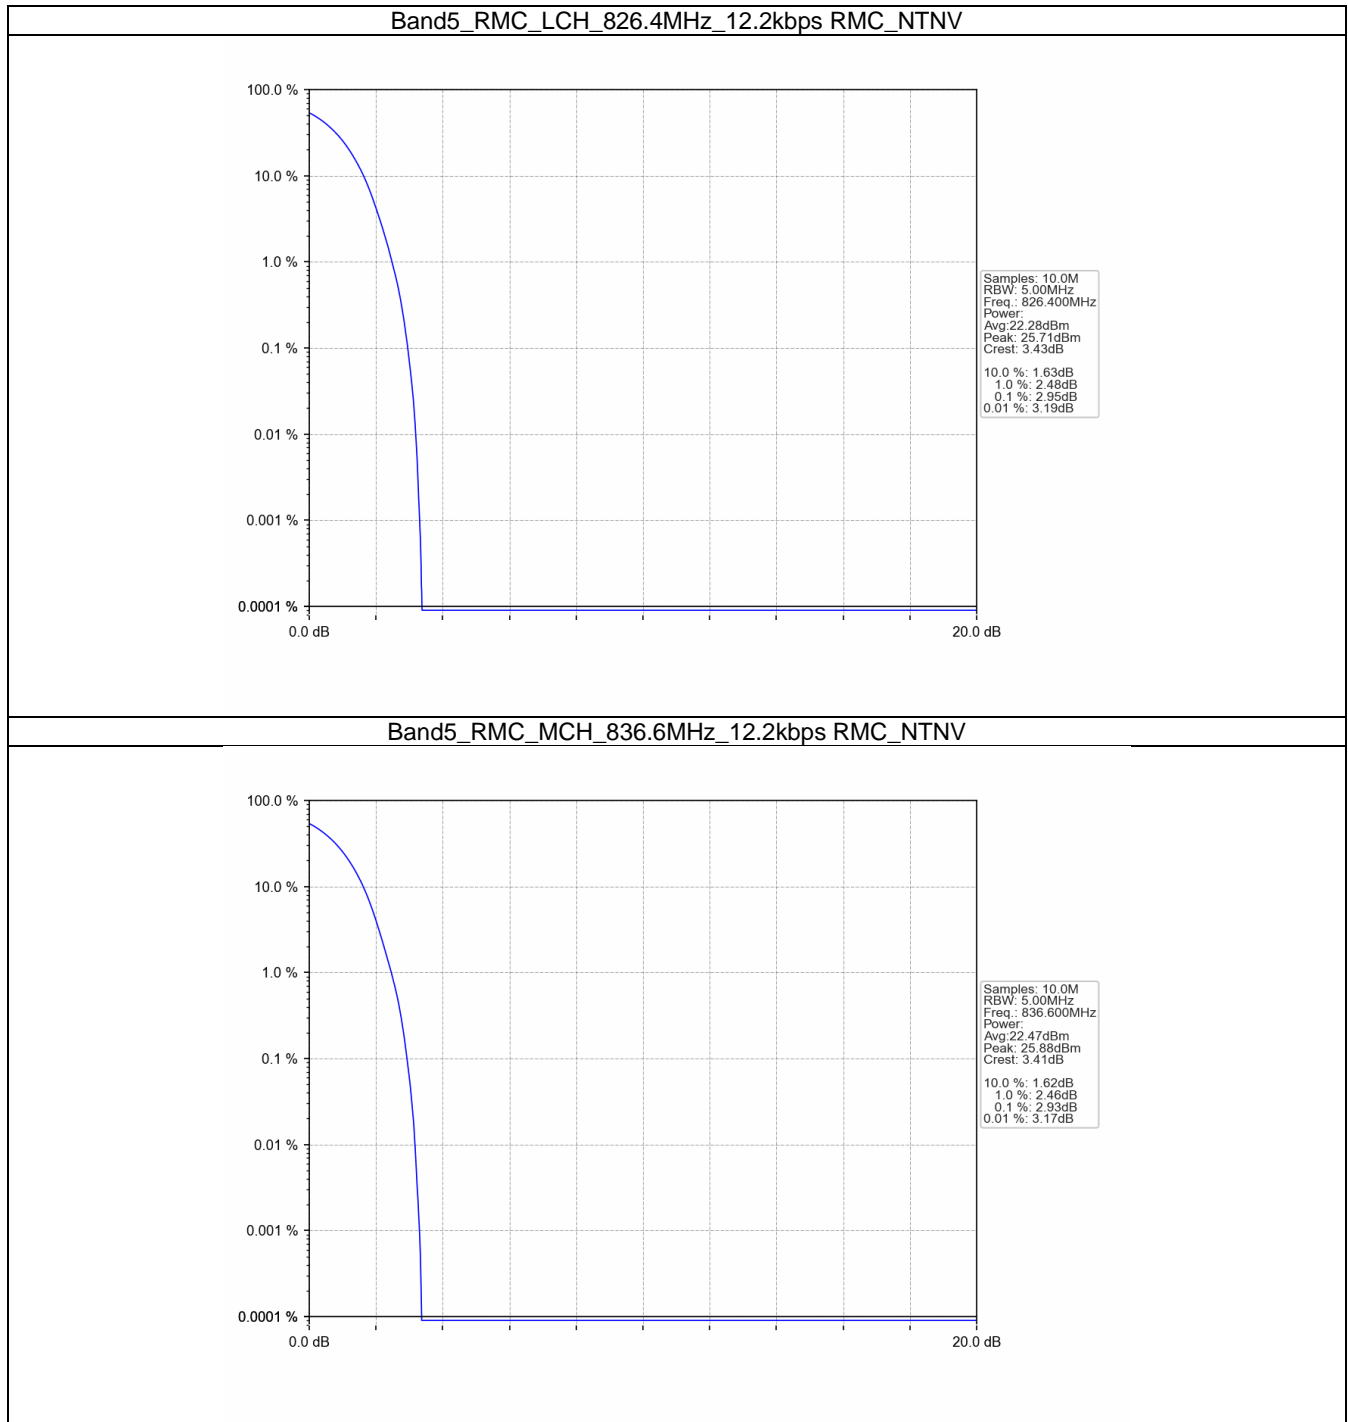 Band5_RMC_LCH_826.4MHz_12.2kbps RMC_NTNV
100.0 %
10.0 %
1.0 %
0.1 %
0.01 %
0.001 %
0.0001 %
0.0 dB
20.0 dB
Samples: 10.0M
RBW: 5.00MHz
Freq.: 826.400MHz
Power:
Avg:22.28dBm
Peak: 25.71dBm
Crest: 3.43dB
10.0 %: 1.63dB
1.0 %: 2.48dB
0.1 %: 2.95dB
0.01 %: 3.19dB
Band5_RMC_MCH_836.6MHz_12.2kbps RMC_NTNV
100.0 %
10.0 %
1.0 %
0.1 %
0.01 %
0.001 %
0.0001 %
0.0 dB
20.0 dB
Samples: 10.0M
RBW: 5.00MHz
Freq.: 836.600MHz
Power:
Avg:22.47dBm
Peak: 25.88dBm
Crest: 3.41dB
10.0 %: 1.62dB
1.0 %: 2.46dB
0.1 %: 2.93dB
0.01 %: 3.17dB